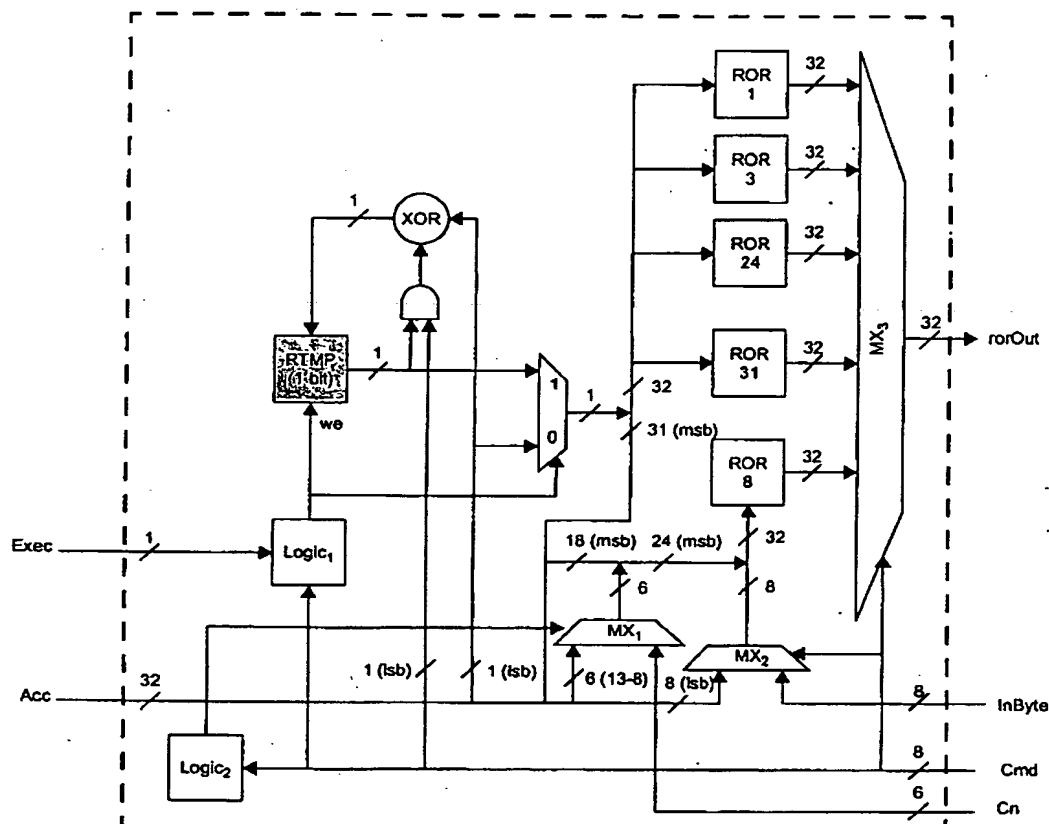 ROR
1
32
ROR
3
32
ROR
24
32
ROR
31
32
ROR
8
32
MX3
32
rorOut
1
XOR
RTMP
(1-bit)
1
we
1
0
1
32
31 (msb)
Exec
1
Logic1
18 (msb)
24 (msb)
32
6
8
MX1
MX2
1 (lsb)
1 (lsb)
6 (13-8)
8 (lsb)
Acc
32
8
InByte
Logic2
8
Cmd
6
Cn